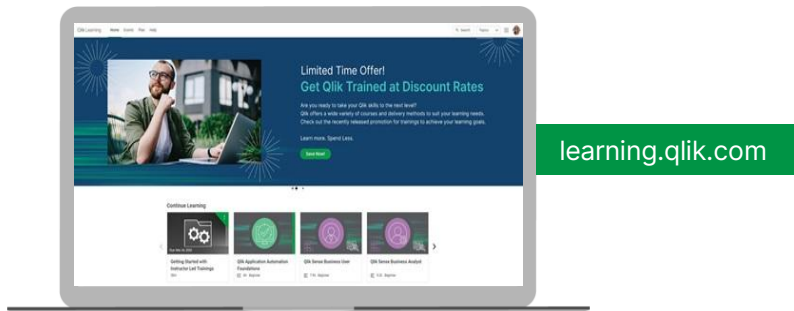 Qlik Learning Home Events Plan Help
Search Topics
Limited Time Offer!
Get Qlik Trained at Discount Rates
Are you ready to take your Qlik skills to the next level?
Qlik offers a wide variety of courses and delivery methods to suit your learning needs.
Check out the recently released promotion for trainings to achieve your learning goals.
Learn more. Spend Less.
Save Now!
learning.qlik.com
Continue Learning
Getting Started with
Instructor Led Trainings
Qlik Application Automation
Foundations
Beginner
Qlik Sense Business User
Beginner
Qlik Sense Business Analyst
Beginner